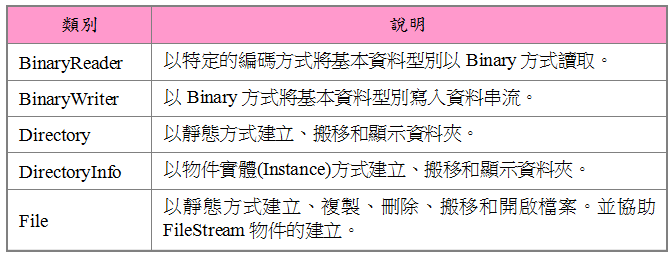 類別 說明
BinaryReader 以特定的編碼方式將基本資料型別以 Binary 方式讀取。
BinaryWriter 以 Binary 方式將基本資料型別寫入資料串流。
Directory 以靜態方式建立、搬移和顯示資料夾。
DirectoryInfo 以物件實體(Instance)方式建立、搬移和顯示資料夾。
File 以靜態方式建立、複製、刪除、搬移和開啟檔案。並協助
FileStream 物件的建立。